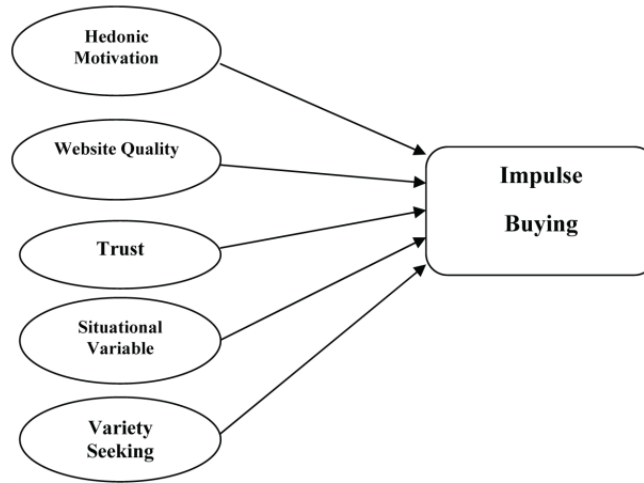 Hedonic
Motivation
Website Quality
Trust
Situational
Variable
Variety
Seeking
Impulse
Buying